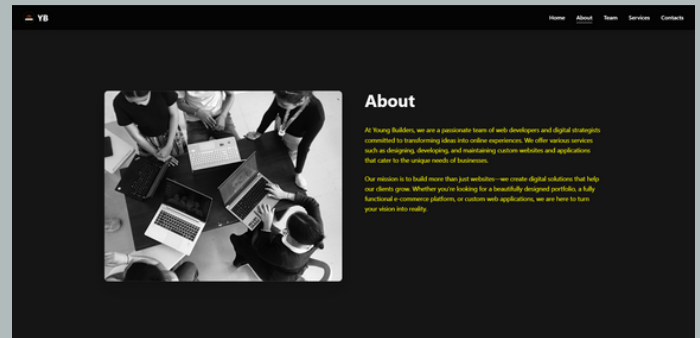 YB
Home About Team Services Contacts
About
At Young Builders, we are a passionate team of web developers and digital strategists
committed to transforming ideas into online experiences. We offer various services
such as designing, developing, and maintaining custom websites and applications
that cater to the unique needs of businesses.
Our mission is to build more than just websites—we create digital solutions that help
our clients grow. Whether you're looking for a beautifully designed portfolio, a fully
functional e-commerce platform, or custom web applications, we are here to turn
your vision into reality.